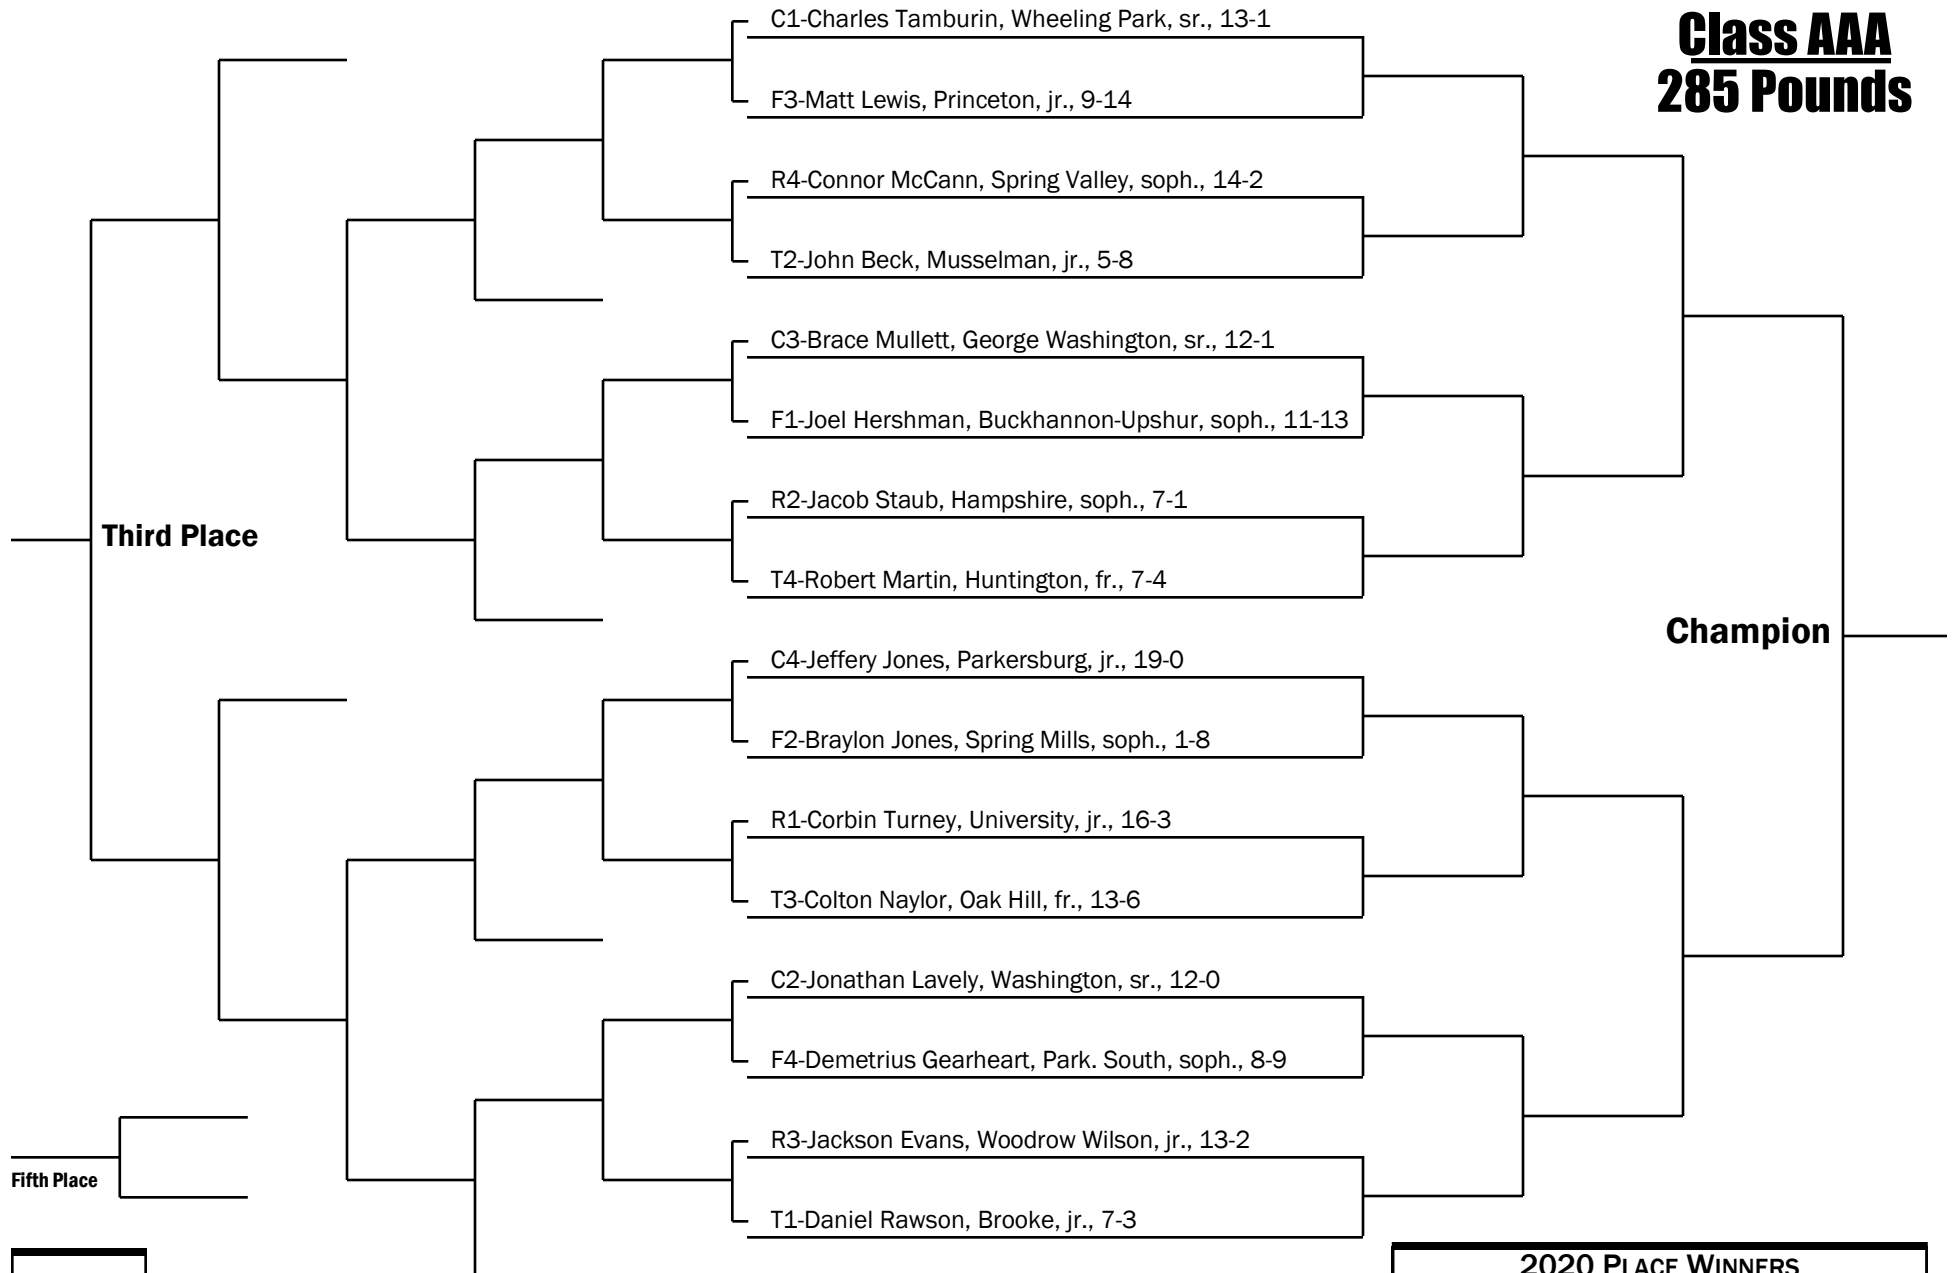 Class AAA
285 Pounds
C1-Charles Tamburin, Wheeling Park, sr., 13-1
F3-Matt Lewis, Princeton, jr., 9-14
R4-Connor McCann, Spring Valley, soph., 14-2
T2-John Beck, Musselman, jr., 5-8
C3-Brace Mullett, George Washington, sr., 12-1
F1-Joel Hershman, Buckhannon-Upshur, soph., 11-13
R2-Jacob Staub, Hampshire, soph., 7-1
Third Place
T4-Robert Martin, Huntington, fr., 7-4
Champion
C4-Jeffery Jones, Parkersburg, jr., 19-0
F2-Braylon Jones, Spring Mills, soph., 1-8
R1-Corbin Turney, University, jr., 16-3
T3-Colton Naylor, Oak Hill, fr., 13-6
C2-Jonathan Lavely, Washington, sr., 12-0
F4-Demetrius Gearheart, Park. South, soph., 8-9
R3-Jackson Evans, Woodrow Wilson, jr., 13-2
Fifth Place
T1-Daniel Rawson, Brooke, jr., 7-3
2020 PLACE WINNERS